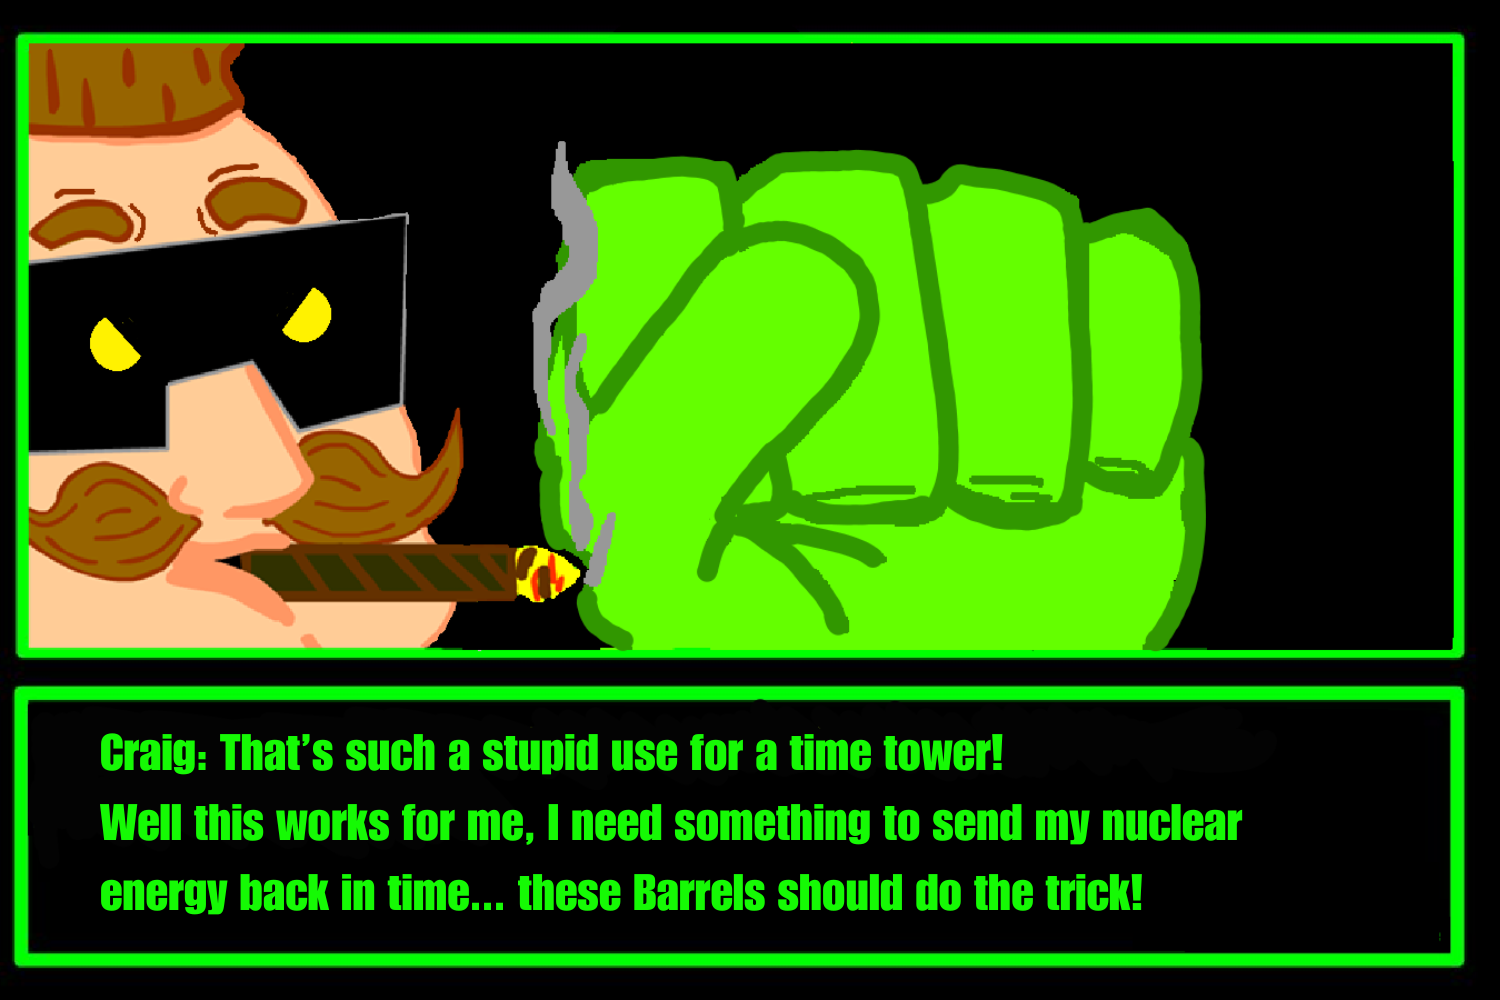 Craig: That's such a stupid use for a time tower!
Well this works for me, I need something to send my nuclear
energy back in time... these Barrels should do the trick!